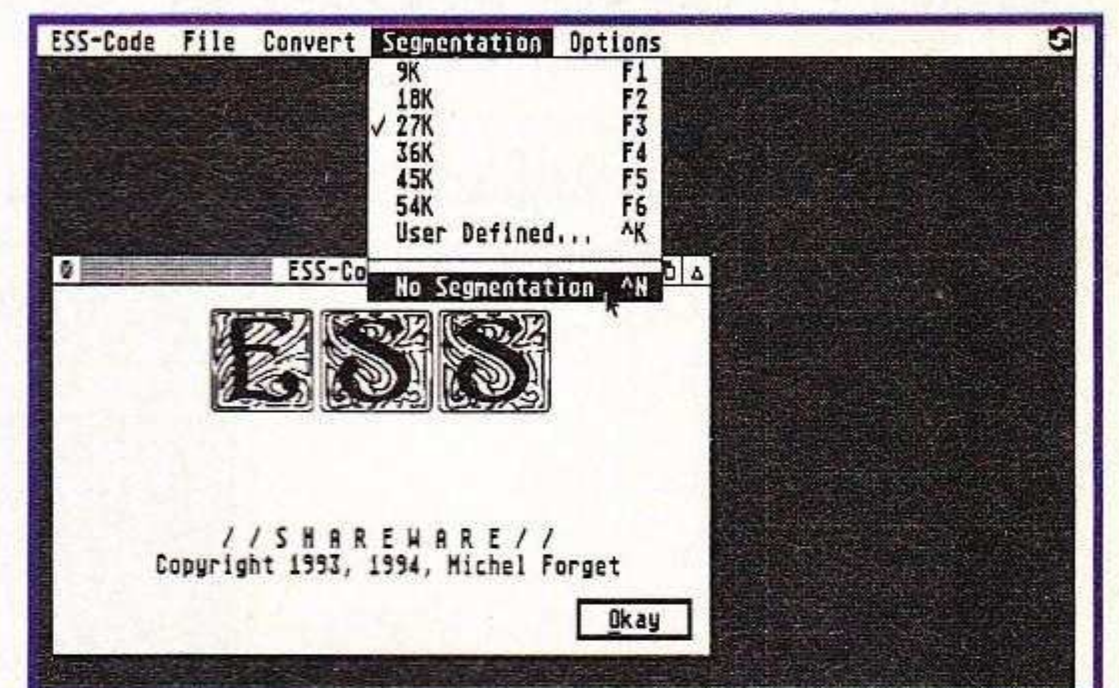 ESS-Code File Convert Segmentation Options
9K F1
18K F2
✓ 27K F3
36K F4
45K F5
54K F6
User Defined... ^K
No Segmentation ^N
ESS-Co
ESS
//SHAREWARE//
Copyright 1993, 1994, Michel Forget
Okay